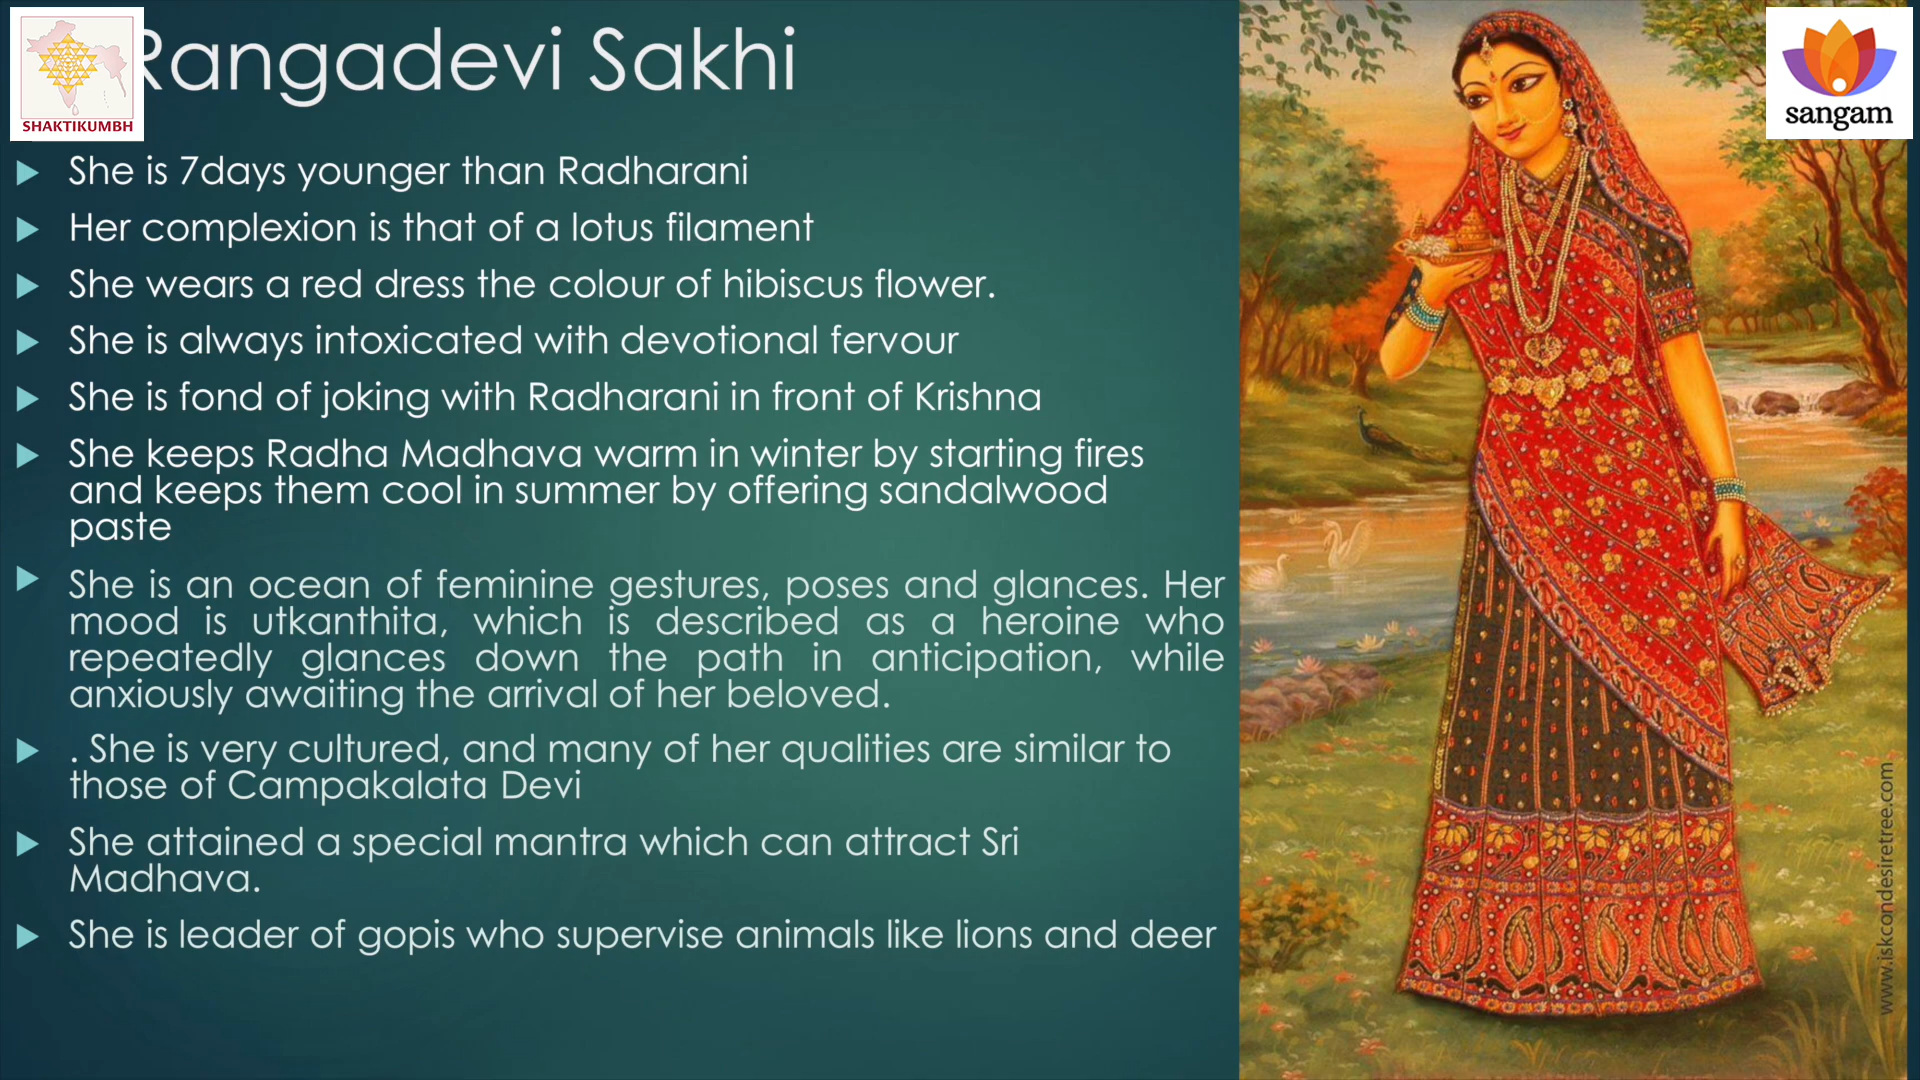 Rangadevi Sakhi
SHAKTIKUMBH
sangam
She is 7days younger than Radharani
Her complexion is that of a lotus filament
She wears a red dress the colour of hibiscus flower.
She is always intoxicated with devotional fervour
She is fond of joking with Radharani in front of Krishna
She keeps Radha Madhava warm in winter by starting fires
and keeps them cool in summer by offering sandalwood
paste
She is an ocean of feminine gestures, poses and glances. Her
mood is utkanthita, which is described as a heroine who
repeatedly glances down the path in anticipation, while
anxiously awaiting the arrival of her beloved.
. She is very cultured, and many of her qualities are similar to
those of Campakalata Devi
She attained a special mantra which can attract Sri
Madhava.
She is leader of gopis who supervise animals like lions and deer
www.iskcondesiretree.com